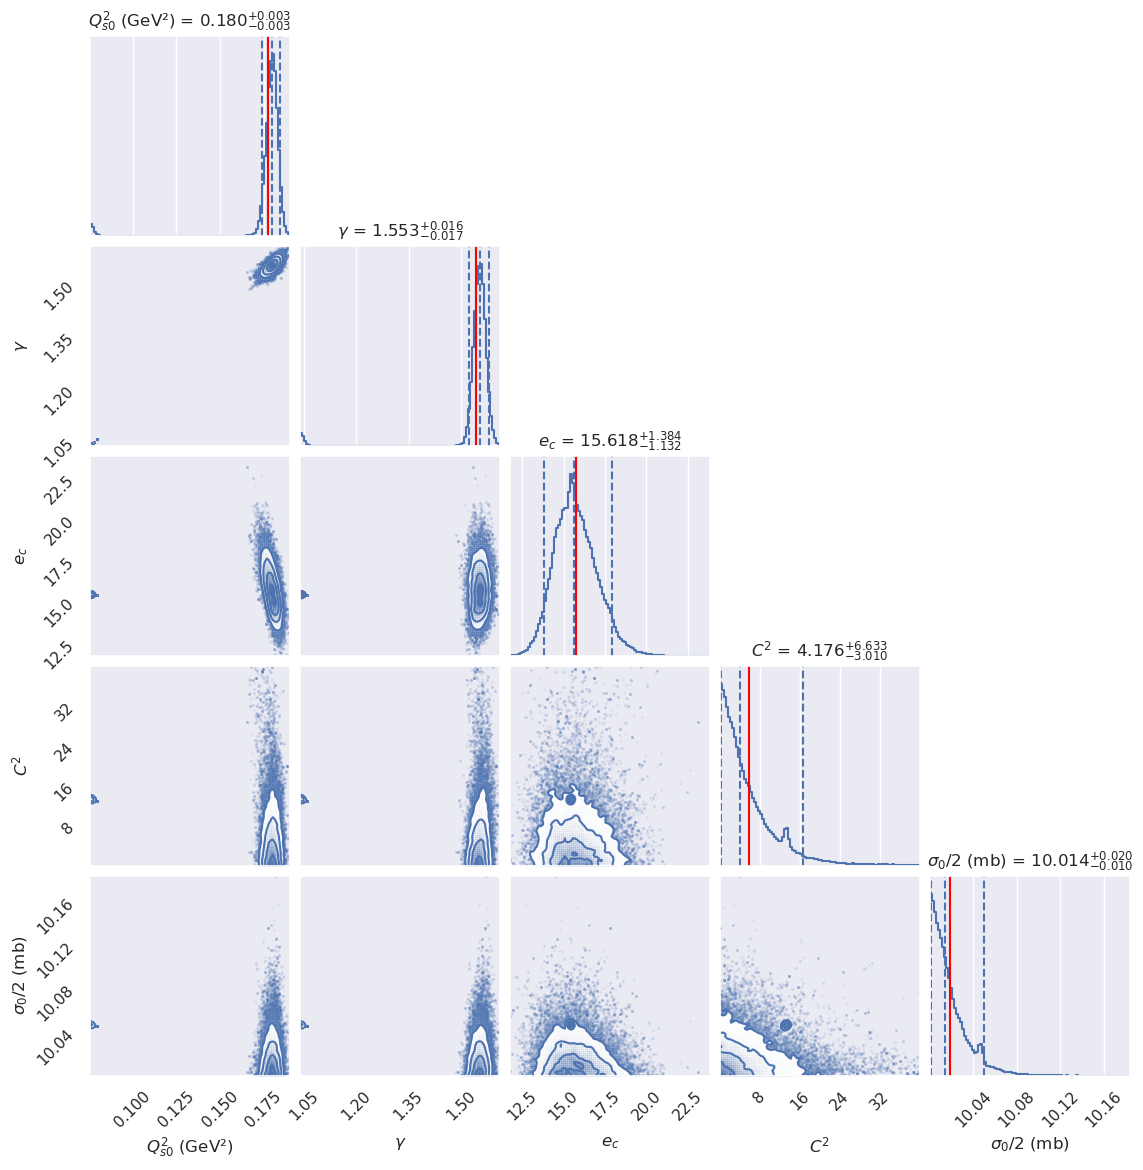 Q²ₛ₀ (GeV²) = 0.180 +0.003 −0.003
γ = 1.553 +0.016 −0.017
γ
1.50
1.35
1.20
1.05
e_c = 15.618 +1.384 −1.132
e_c
22.5
20.0
17.5
15.0
12.5
C² = 4.176 +6.633 −3.010
C²
32
24
16
8
σ₀/2 (mb) = 10.014 +0.020 −0.010
σ₀/2 (mb)
10.16
10.12
10.08
10.04
0.100 0.125 0.150 0.175 1.05 1.20 1.35 1.50 12.5 15.0 17.5 20.0 22.5 8 16 24 32 10.04 10.08 10.12 10.16
Q²ₛ₀ (GeV²) γ e_c C² σ₀/2 (mb)